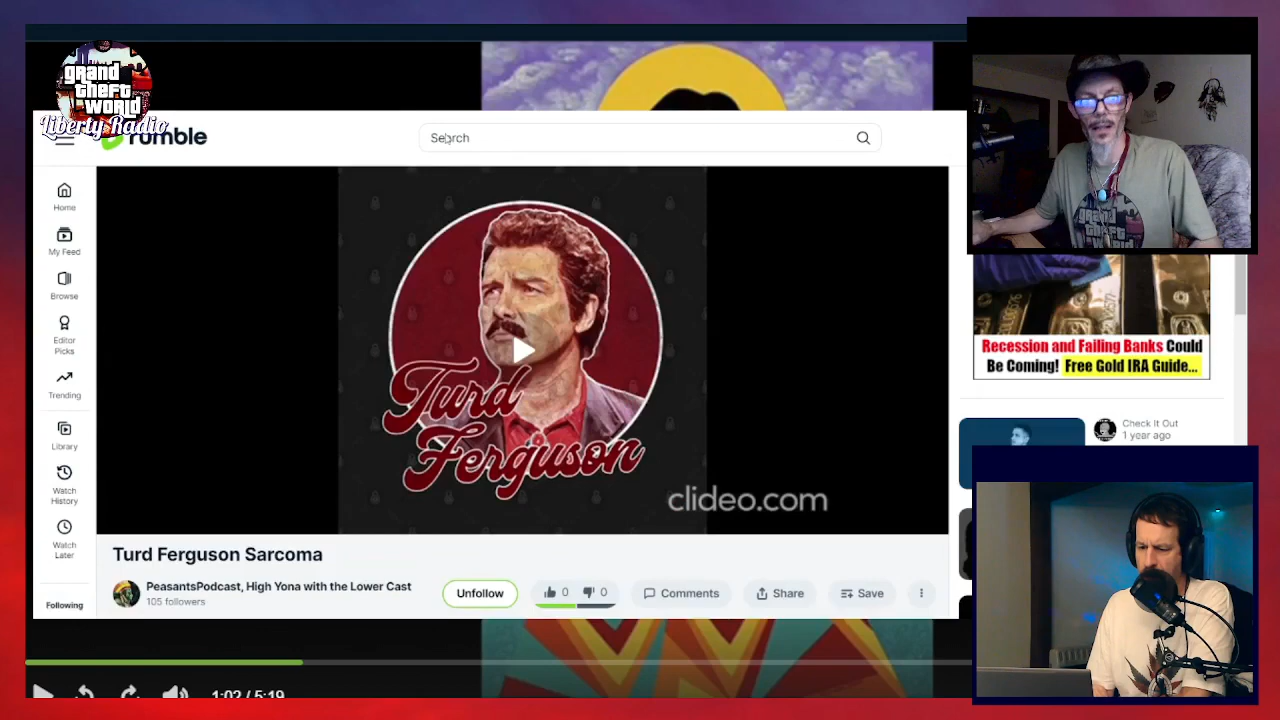 grand
theft
world
Liberty Radio
rumble
Search
Home
My Feed
Browse
Editor
Picks
Trending
Library
Watch
History
Watch
Later
Following
Turd
Ferguson
clideo.com
Turd Ferguson Sarcoma
PeasantsPodcast, High Yona with the Lower Cast
105 followers
Unfollow
0
0
Comments
Share
Save
1:02 / 5:19
grand
theft
world
Recession and Failing Banks Could
Be Coming! Free Gold IRA Guide...
Check It Out
1 year ago